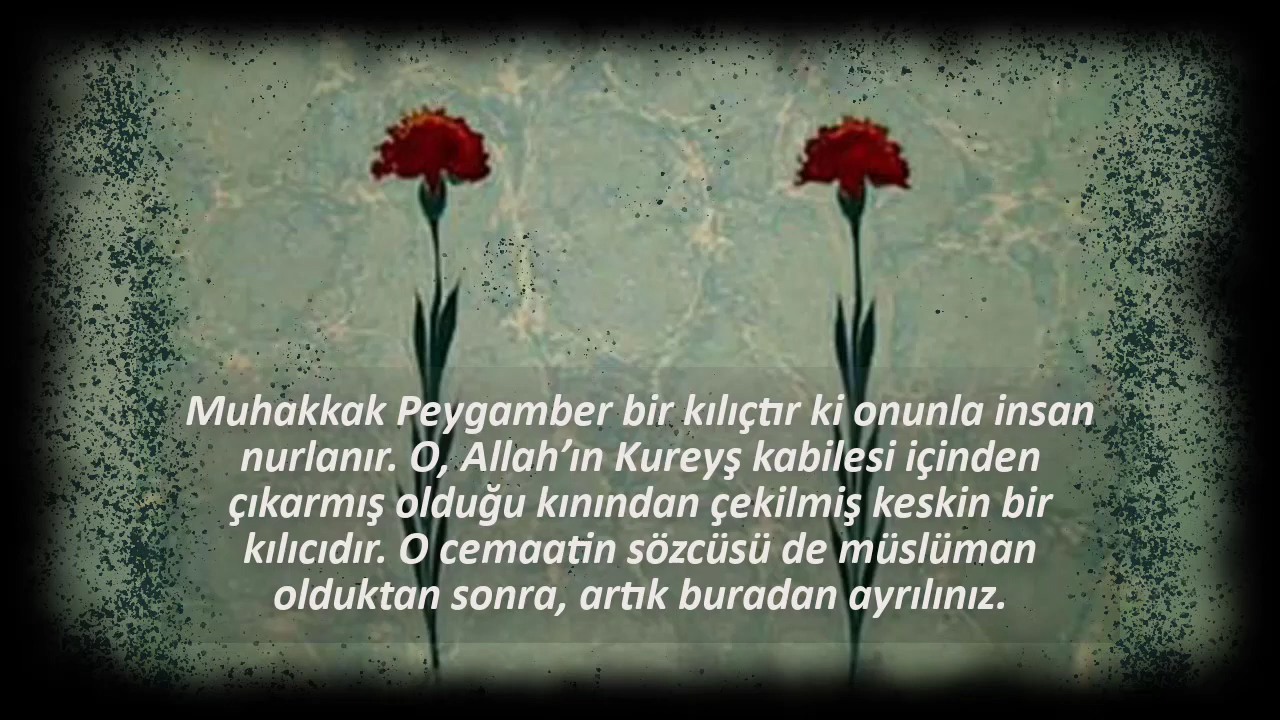 Muhakkak Peygamber bir kılıçtır ki onunla insan
nurlanır. O, Allah’ın Kureyş kabilesi içinden
çıkarmış olduğu kınından çekilmiş keskin bir
kılıcıdır. O cemaatin sözcüsü de müslüman
olduktan sonra, artık buradan ayrılınız.